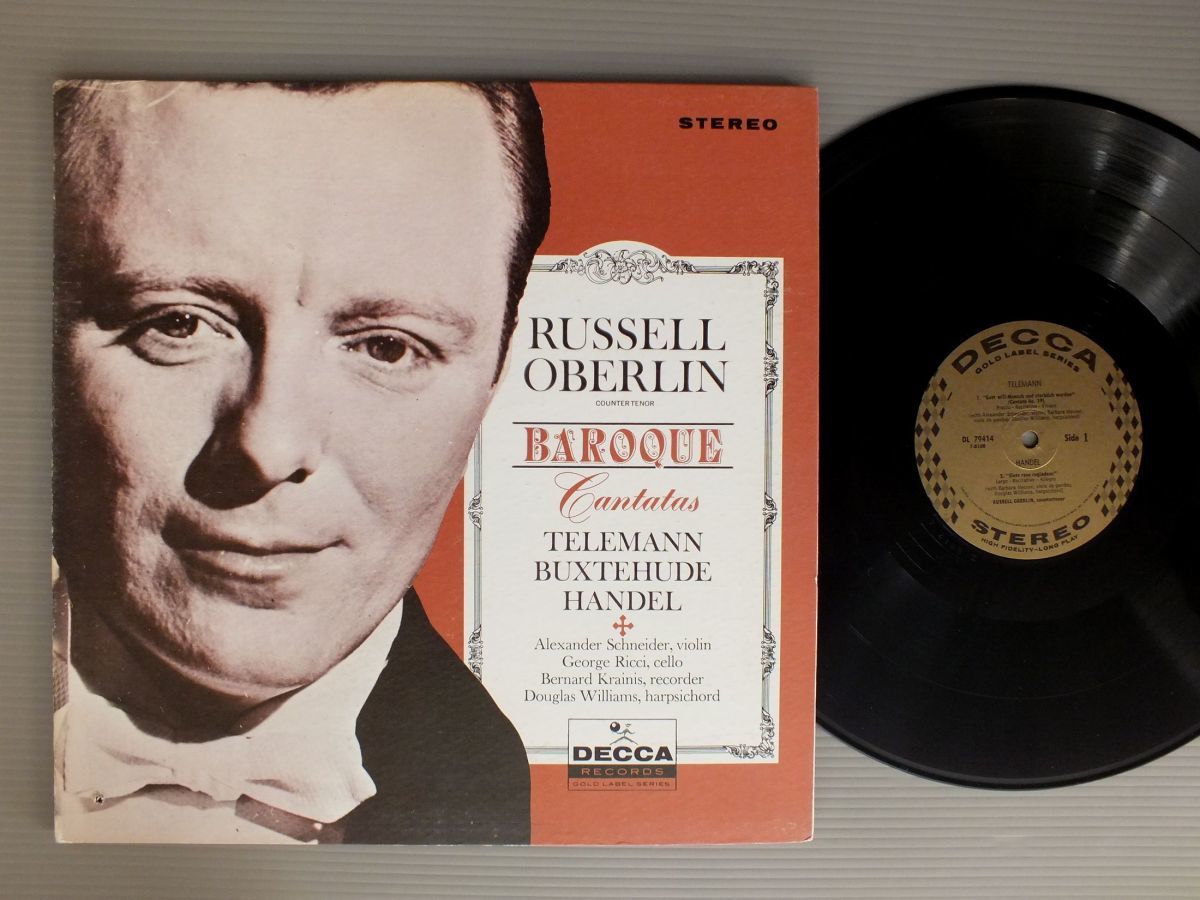 STEREO
RUSSELL
OBERLIN
COUNTER TENOR
BAROQUE
Cantatas
TELEMANN
BUXTEHUDE
HANDEL
Alexander Schneider, violin
George Ricci, cello
Bernard Krainis, recorder
Douglas Williams, harpsichord
DECCA
RECORDS
GOLD LABEL SERIES
DECCA
GOLD LABEL SERIES
TELEMANN
DL 79414
Side 1
HANDEL
RUSSELL OBERLIN,
STEREO
HIGH FIDELITY-LONG PLAY